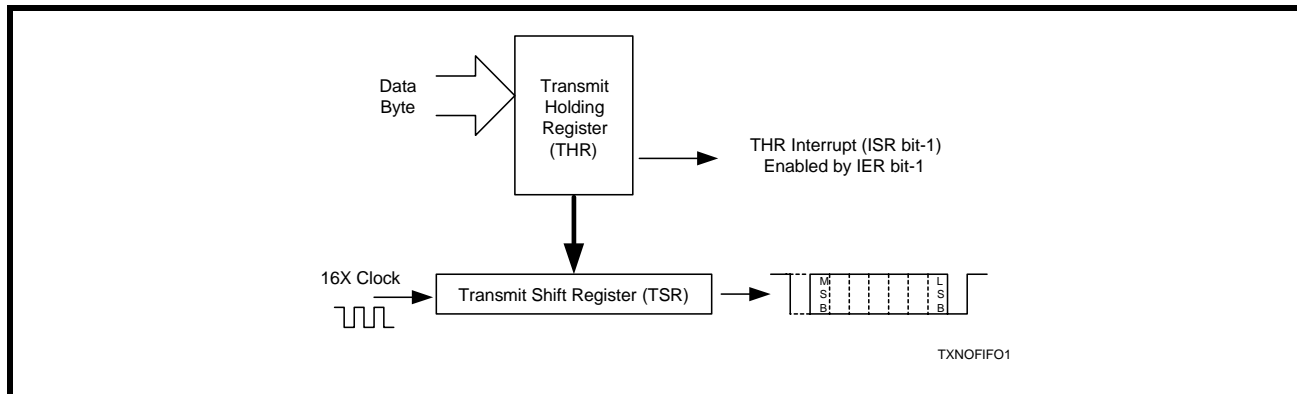 Data
Byte
Transmit
Holding
Register
(THR)
THR Interrupt (ISR bit-1)
Enabled by IER bit-1
16X Clock
Transmit Shift Register (TSR)
M
S
B
L
S
B
TXNOFIFO1